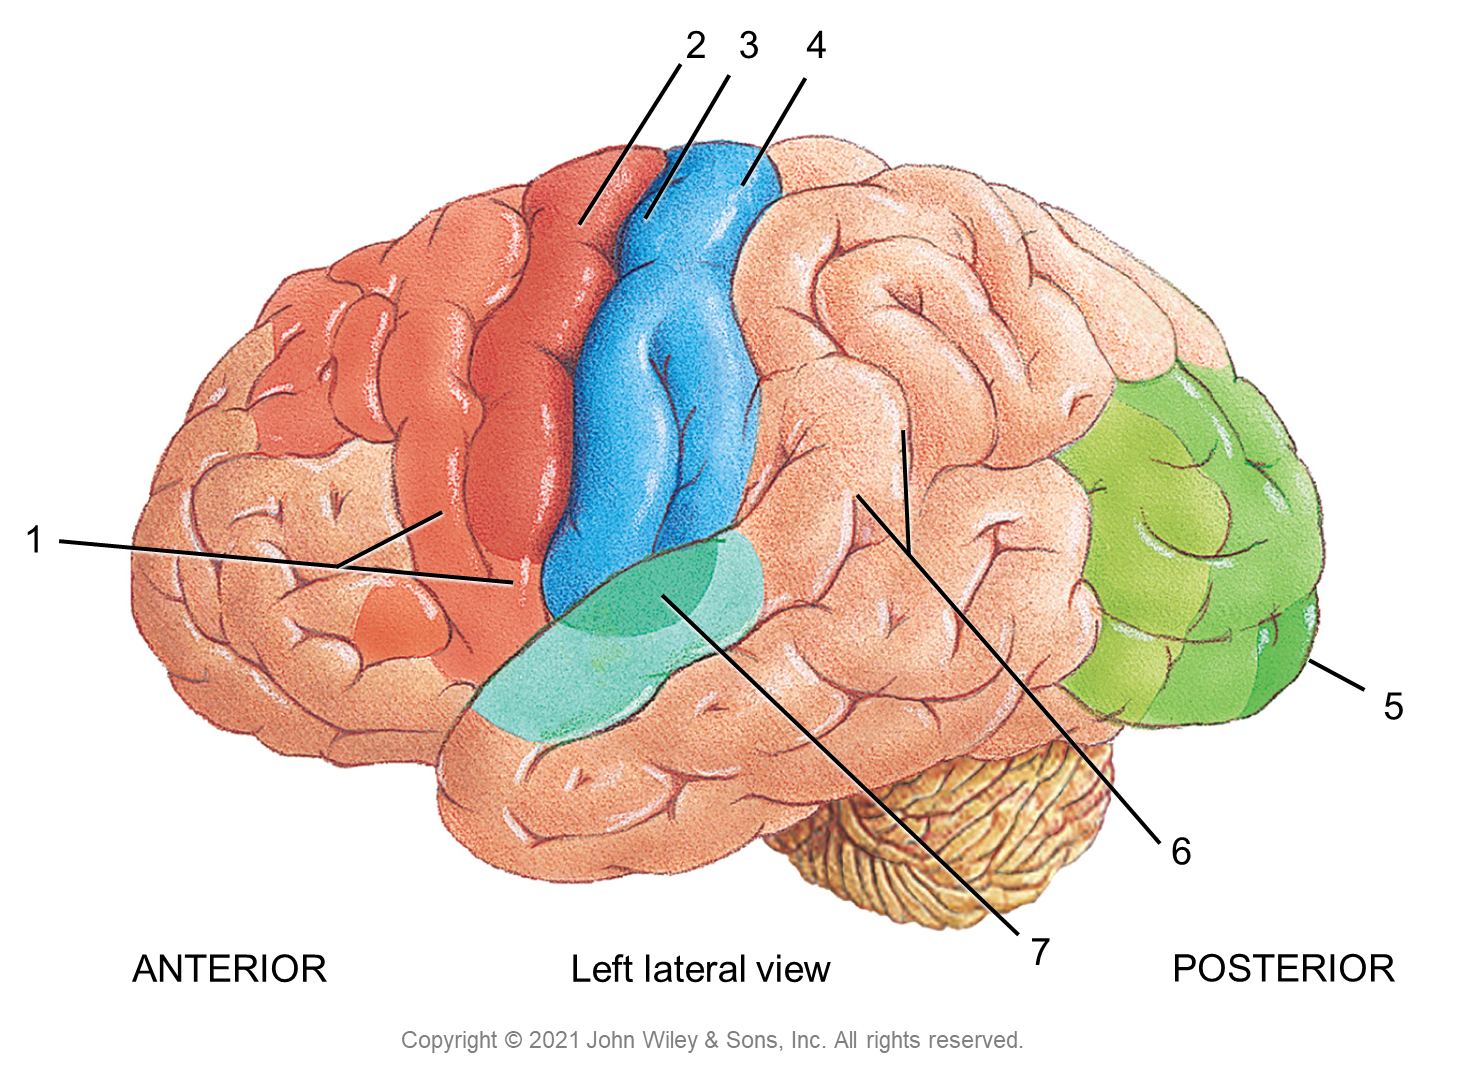 2 3 4
1
5
6
7
ANTERIOR Left lateral view POSTERIOR
Copyright © 2021 John Wiley & Sons, Inc. All rights reserved.